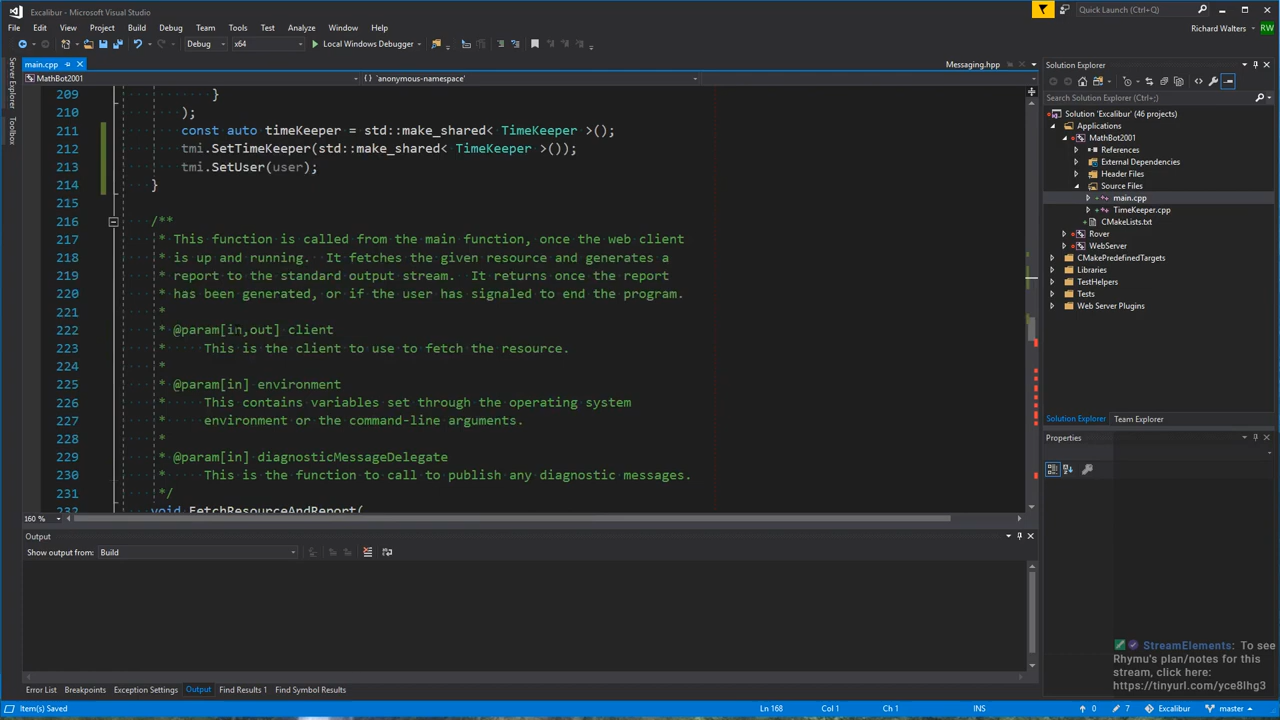 Excalibur - Microsoft Visual Studio
Quick Launch (Ctrl+;)
File Edit View Project Build Debug Team Tools Test Analyze Window Help
Richard Walters RW
Debug x64 Local Windows Debugger
Server Explorer
Toolbox
main.cpp
Messaging.hpp
MathBot2001 {} `anonymous-namespace'
209 }
210 );
211 const auto timeKeeper = std::make_shared< TimeKeeper >();
212 tmi.SetTimeKeeper(std::make_shared< TimeKeeper >());
213 tmi.SetUser(user);
214 }
215
216 /**
217 * This function is called from the main function, once the web client
218 * is up and running. It fetches the given resource and generates a
219 * report to the standard output stream. It returns once the report
220 * has been generated, or if the user has signaled to end the program.
221 *
222 * @param[in,out] client
223 * This is the client to use to fetch the resource.
224 *
225 * @param[in] environment
226 * This contains variables set through the operating system
227 * environment or the command-line arguments.
228 *
229 * @param[in] diagnosticMessageDelegate
230 * This is the function to call to publish any diagnostic messages.
231 */
232 void FetchResourceAndReport(
160 %
Solution Explorer
Search Solution Explorer (Ctrl+;)
Solution 'Excalibur' (46 projects)
Applications
MathBot2001
References
External Dependencies
Header Files
Source Files
main.cpp
TimeKeeper.cpp
CMakeLists.txt
Rover
WebServer
CMakePredefinedTargets
Libraries
TestHelpers
Tests
Web Server Plugins
Solution Explorer Team Explorer
Properties
Output
Show output from: Build
StreamElements: To see
Rhymu's plan/notes for this
stream, click here:
https://tinyurl.com/yce8lhg3
Error List Breakpoints Exception Settings Output Find Results 1 Find Symbol Results
Item(s) Saved Ln 168 Col 1 Ch 1 INS 0 7 Excalibur master